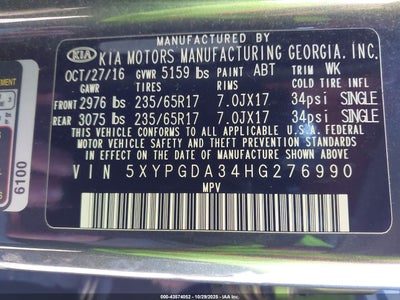 MANUFACTURED BY
KIA KIA MOTORS MANUFACTURING GEORGIA, INC.
OCT/27/16 GVWR 5159 lbs PAINT ABT TRIM WK
GAWR TIRES RIMS COLD TIRE INFL
FRONT 2976 lbs 235/65R17 7.0JX17 34psi SINGLE
REAR 3075 lbs 235/65R17 7.0JX17 34psi SINGLE
THIS VEHICLE CONFORMS TO ALL APPLICABLE U.S.A. FEDERAL
MOTOR VEHICLE SAFETY, BUMPER, AND THEFT PREVENTION
STANDARDS IN EFFECT ON THE DATE OF MANUFACTURE SHOWN ABOVE.
VIN 5XYPGDA34HG276990
MPV
6100
000-43574052 - 10/29/2025 - IAA, Inc.